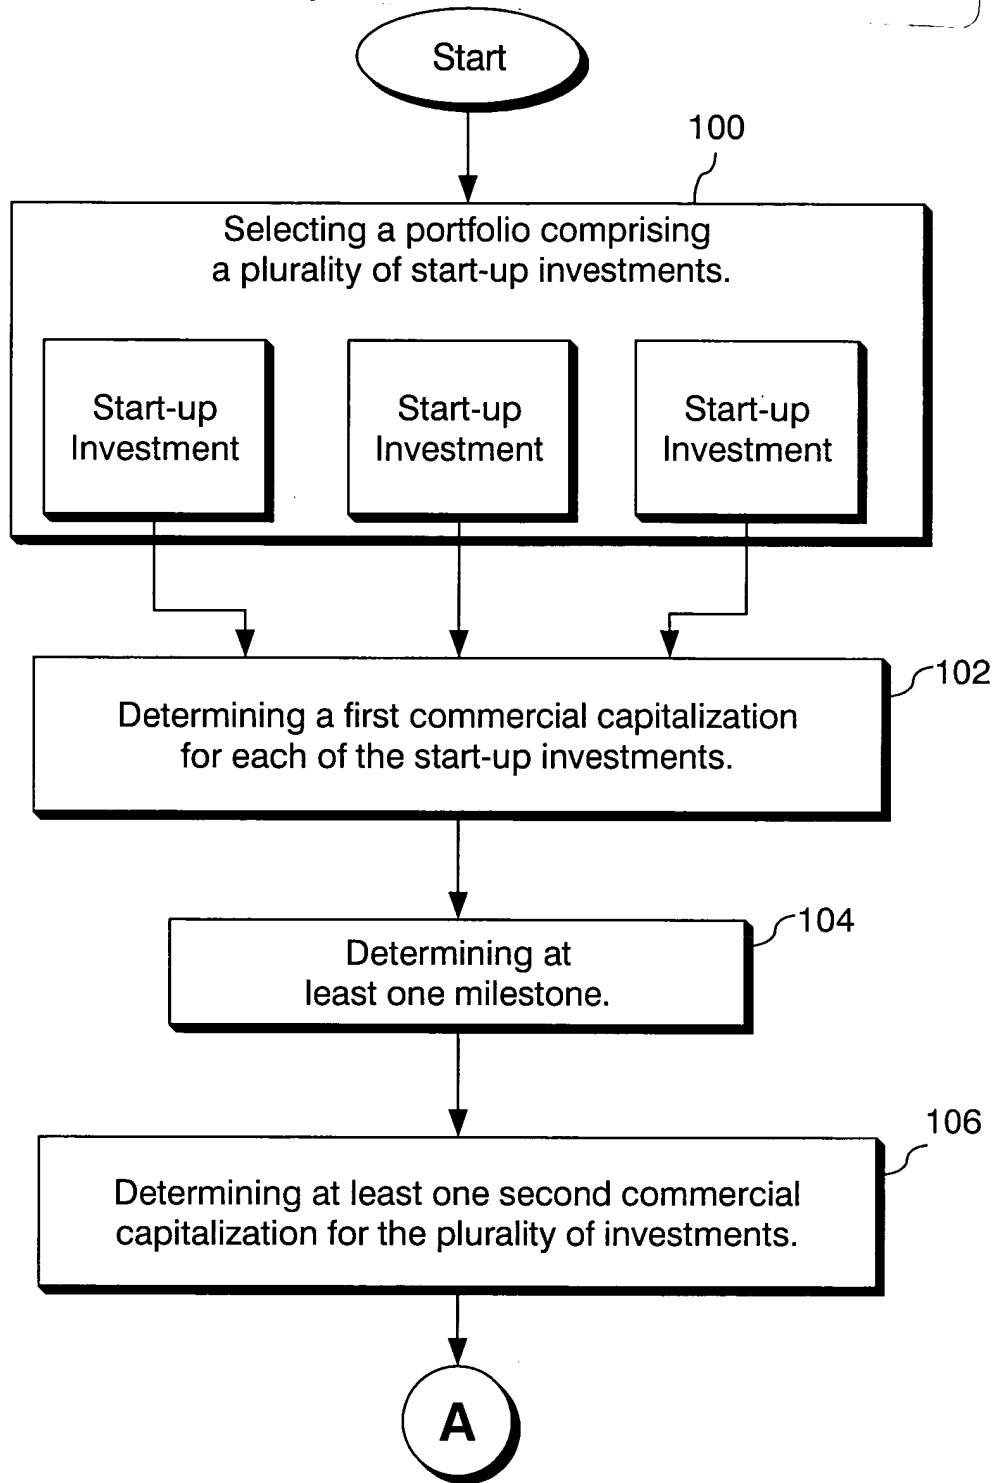 Start
100
Selecting a portfolio comprising
a plurality of start-up investments.
Start-up
Investment
Start-up
Investment
Start-up
Investment
102
Determining a first commercial capitalization
for each of the start-up investments.
104
Determining at
least one milestone.
106
Determining at least one second commercial
capitalization for the plurality of investments.
A